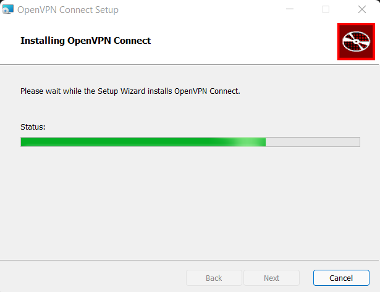 OpenVPN Connect Setup
Installing OpenVPN Connect
Please wait while the Setup Wizard installs OpenVPN Connect.
Status:
Back
Next
Cancel